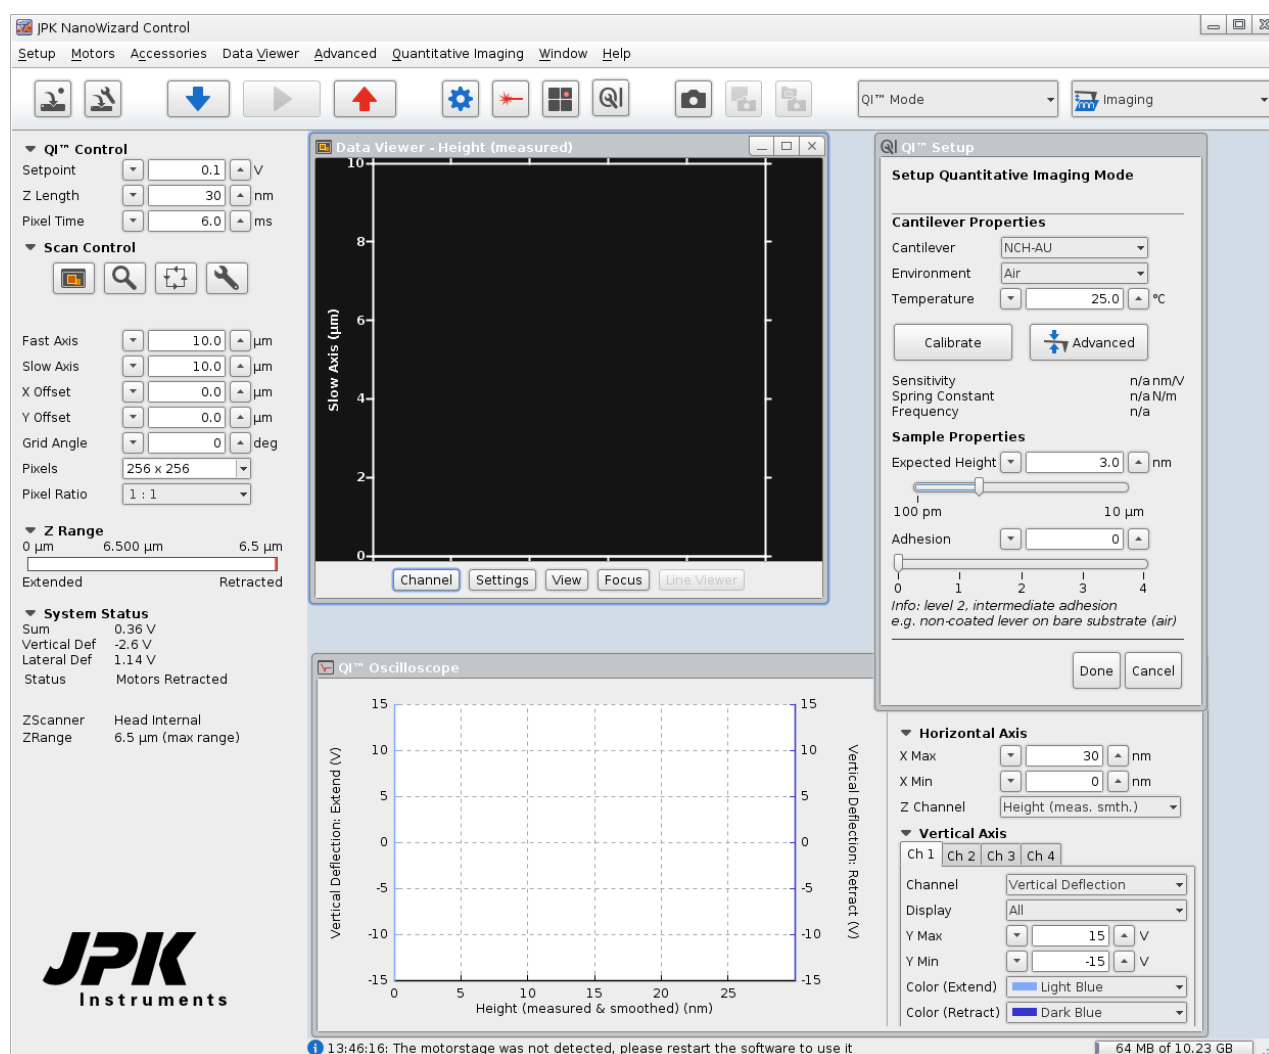 JPK NanoWizard Control
Setup Motors Accessories Data Viewer Advanced Quantitative Imaging Window Help
QI QI™ Mode Imaging
QI™ Control
Setpoint 0.1 V
Z Length 30 nm
Pixel Time 6.0 ms
Scan Control
Fast Axis 10.0 µm
Slow Axis 10.0 µm
X Offset 0.0 µm
Y Offset 0.0 µm
Grid Angle 0 deg
Pixels 256 x 256
Pixel Ratio 1 : 1
Z Range
0 µm 6.500 µm 6.5 µm
Extended Retracted
System Status
Sum 0.36 V
Vertical Def -2.6 V
Lateral Def 1.14 V
Status Motors Retracted
ZScanner Head Internal
ZRange 6.5 µm (max range)
JPK
Instruments
Data Viewer - Height (measured)
10
8
6
4
2
0
Slow Axis (µm)
Channel Settings View Focus Line Viewer
QI™ Oscilloscope
15 15
10 10
5 5
0 0
-5 -5
-10 -10
-15 -15
Vertical Deflection: Extend (V)
Vertical Deflection: Retract (V)
0 5 10 15 20 25
Height (measured & smoothed) (nm)
QI QI™ Setup
Setup Quantitative Imaging Mode
Cantilever Properties
Cantilever NCH-AU
Environment Air
Temperature 25.0 °C
Calibrate Advanced
Sensitivity n/a nm/V
Spring Constant n/a N/m
Frequency n/a
Sample Properties
Expected Height 3.0 nm
100 pm 10 µm
Adhesion 0
0 1 2 3 4
Info: level 2, intermediate adhesion
e.g. non-coated lever on bare substrate (air)
Done Cancel
Horizontal Axis
X Max 30 nm
X Min 0 nm
Z Channel Height (meas. smth.)
Vertical Axis
Ch 1 Ch 2 Ch 3 Ch 4
Channel Vertical Deflection
Display All
Y Max 15 V
Y Min -15 V
Color (Extend) Light Blue
Color (Retract) Dark Blue
13:46:16: The motorstage was not detected, please restart the software to use it
64 MB of 10.23 GB